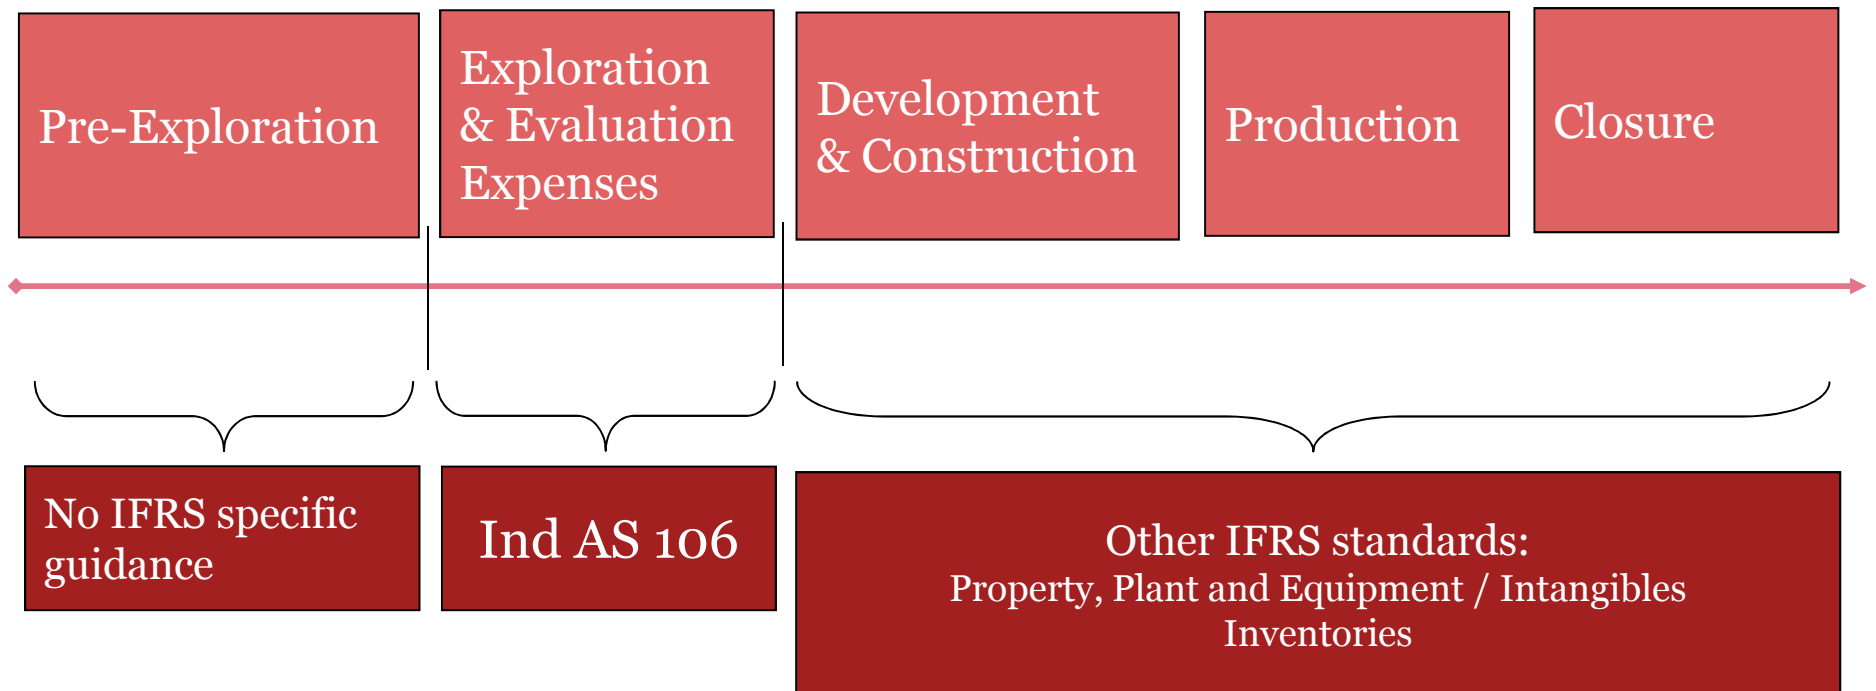 Pre-Exploration
Exploration
& Evaluation
Expenses
Development
& Construction
Production
Closure
No IFRS specific
guidance
Ind AS 106
Other IFRS standards:
Property, Plant and Equipment / Intangibles
Inventories